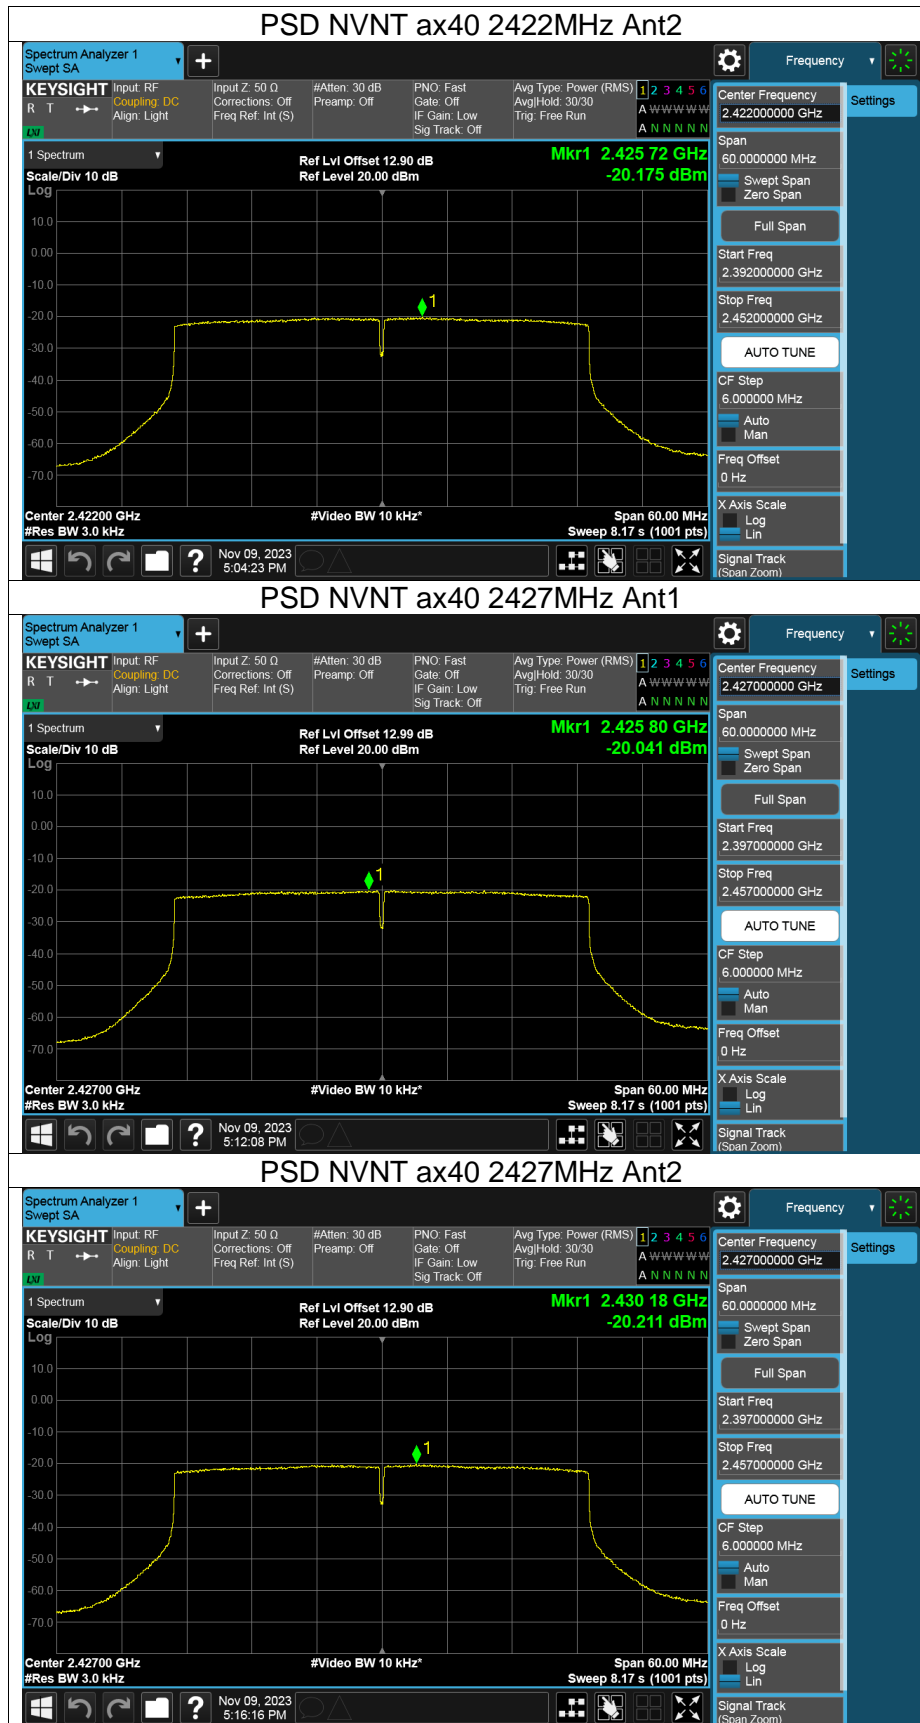 PSD NVNT ax40 2422MHz Ant2
Spectrum Analyzer 1
Swept SA
+
Frequency
KEYSIGHT
R T
LXI
Input: RF
Coupling: DC
Align: Light
Input Z: 50 Ω
Corrections: Off
Freq Ref: Int (S)
#Atten: 30 dB
Preamp: Off
PNO: Fast
Gate: Off
IF Gain: Low
Sig Track: Off
Avg Type: Power (RMS)
Avg|Hold: 30/30
Trig: Free Run
1 2 3 4 5 6
A W W W W W
A N N N N N
1 Spectrum
Scale/Div 10 dB
Ref Lvl Offset 12.90 dB
Ref Level 20.00 dBm
Mkr1 2.425 72 GHz
-20.175 dBm
Log
10.0
0.00
-10.0
-20.0
-30.0
-40.0
-50.0
-60.0
-70.0
1
Center 2.42200 GHz
#Res BW 3.0 kHz
#Video BW 10 kHz*
Span 60.00 MHz
Sweep 8.17 s (1001 pts)
?
Nov 09, 2023
5:04:23 PM
Center Frequency
2.422000000 GHz
Settings
Span
60.0000000 MHz
Swept Span
Zero Span
Full Span
Start Freq
2.392000000 GHz
Stop Freq
2.452000000 GHz
AUTO TUNE
CF Step
6.000000 MHz
Auto
Man
Freq Offset
0 Hz
X Axis Scale
Log
Lin
Signal Track
(Span Zoom)
PSD NVNT ax40 2427MHz Ant1
Spectrum Analyzer 1
Swept SA
+
Frequency
KEYSIGHT
R T
LXI
Input: RF
Coupling: DC
Align: Light
Input Z: 50 Ω
Corrections: Off
Freq Ref: Int (S)
#Atten: 30 dB
Preamp: Off
PNO: Fast
Gate: Off
IF Gain: Low
Sig Track: Off
Avg Type: Power (RMS)
Avg|Hold: 30/30
Trig: Free Run
1 2 3 4 5 6
A W W W W W
A N N N N N
1 Spectrum
Scale/Div 10 dB
Ref Lvl Offset 12.99 dB
Ref Level 20.00 dBm
Mkr1 2.425 80 GHz
-20.041 dBm
Log
10.0
0.00
-10.0
-20.0
-30.0
-40.0
-50.0
-60.0
-70.0
1
Center 2.42700 GHz
#Res BW 3.0 kHz
#Video BW 10 kHz*
Span 60.00 MHz
Sweep 8.17 s (1001 pts)
?
Nov 09, 2023
5:12:08 PM
Center Frequency
2.427000000 GHz
Settings
Span
60.0000000 MHz
Swept Span
Zero Span
Full Span
Start Freq
2.397000000 GHz
Stop Freq
2.457000000 GHz
AUTO TUNE
CF Step
6.000000 MHz
Auto
Man
Freq Offset
0 Hz
X Axis Scale
Log
Lin
Signal Track
(Span Zoom)
PSD NVNT ax40 2427MHz Ant2
Spectrum Analyzer 1
Swept SA
+
Frequency
KEYSIGHT
R T
LXI
Input: RF
Coupling: DC
Align: Light
Input Z: 50 Ω
Corrections: Off
Freq Ref: Int (S)
#Atten: 30 dB
Preamp: Off
PNO: Fast
Gate: Off
IF Gain: Low
Sig Track: Off
Avg Type: Power (RMS)
Avg|Hold: 30/30
Trig: Free Run
1 2 3 4 5 6
A W W W W W
A N N N N N
1 Spectrum
Scale/Div 10 dB
Ref Lvl Offset 12.90 dB
Ref Level 20.00 dBm
Mkr1 2.430 18 GHz
-20.211 dBm
Log
10.0
0.00
-10.0
-20.0
-30.0
-40.0
-50.0
-60.0
-70.0
1
Center 2.42700 GHz
#Res BW 3.0 kHz
#Video BW 10 kHz*
Span 60.00 MHz
Sweep 8.17 s (1001 pts)
?
Nov 09, 2023
5:16:16 PM
Center Frequency
2.427000000 GHz
Settings
Span
60.0000000 MHz
Swept Span
Zero Span
Full Span
Start Freq
2.397000000 GHz
Stop Freq
2.457000000 GHz
AUTO TUNE
CF Step
6.000000 MHz
Auto
Man
Freq Offset
0 Hz
X Axis Scale
Log
Lin
Signal Track
(Span Zoom)